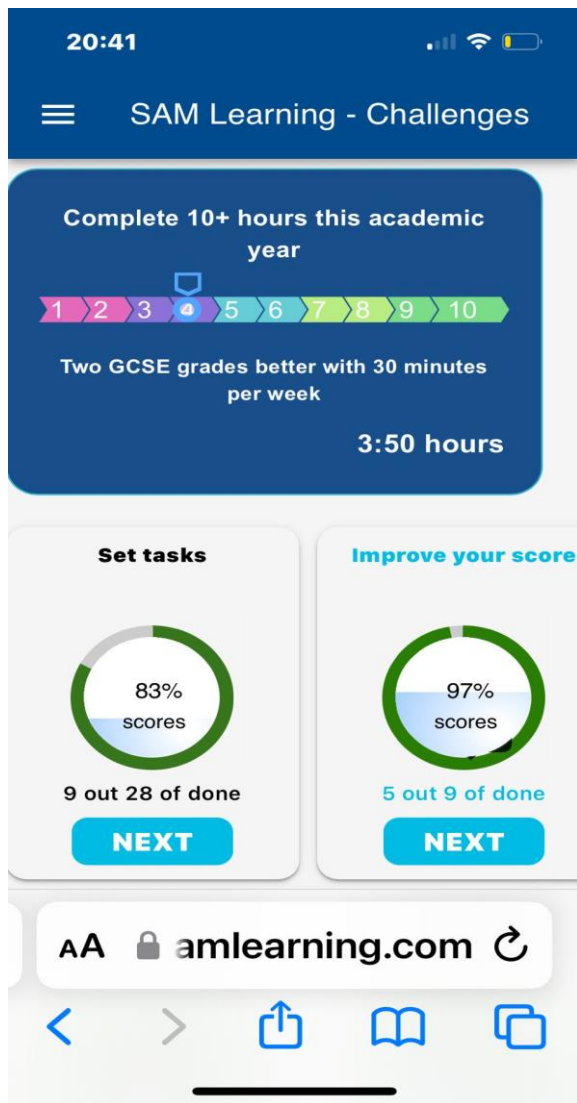 20:41
SAM Learning - Challenges
Complete 10+ hours this academic
year
1 2 3 4 5 6 7 8 9 10
Two GCSE grades better with 30 minutes
per week
3:50 hours
Set tasks
83%
scores
9 out 28 of done
NEXT
Improve your score
97%
scores
5 out 9 of done
NEXT
AA amlearning.com